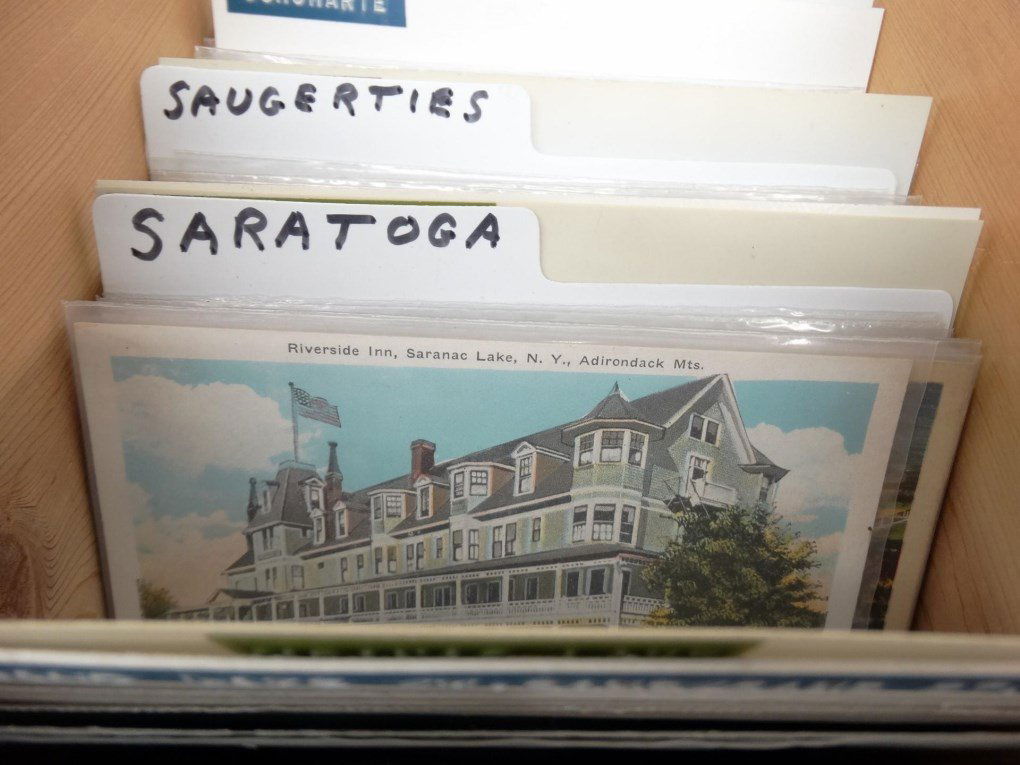 SAUGERTIES
SARATOGA
Riverside Inn, Saranac Lake, N. Y., Adirondack Mts.